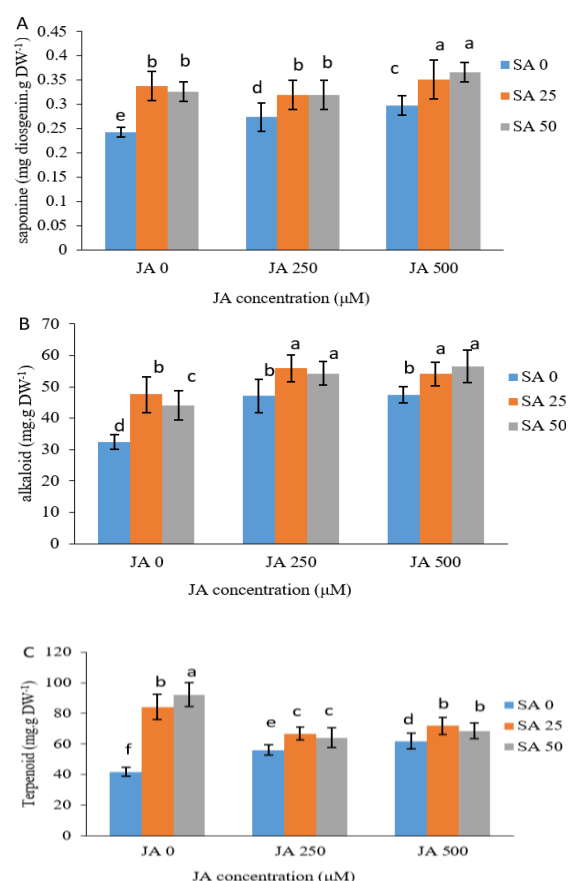 A
saponine (mg diosgenin.g DW-1)
0.45
0.4
0.35
0.3
0.25
0.2
0.15
0.1
0.05
0
e b b d b b c a a
SA 0
SA 25
SA 50
JA 0 JA 250 JA 500
JA concentration (µM)
B
alkaloid (mg.g DW-1)
70
60
50
40
30
20
10
0
d b c b a a b a a
SA 0
SA 25
SA 50
JA 0 JA 250 JA 500
JA concentration (µM)
C
Terpenoid (mg.g DW-1)
120
100
80
60
40
20
0
f b a e c c d b b
SA 0
SA 25
SA 50
JA 0 JA 250 JA 500
JA concentration (µM)